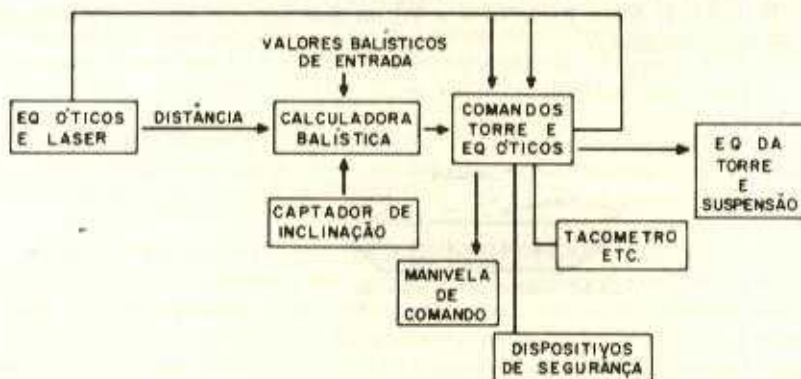 VALORES BALÍSTICOS
DE ENTRADA
EQ ÓTICOS
E LASER
DISTÂNCIA
CALCULADORA
BALÍSTICA
COMANDOS
TORRE E
EQ ÓTICOS
EQ DA
TORRE
E
SUSPENSÃO
CAPTADOR DE
INCLINAÇÃO
TACOMETRO
ETC.
MANIVELA
DE
COMANDO
DISPOSITIVOS
DE SEGURANÇA